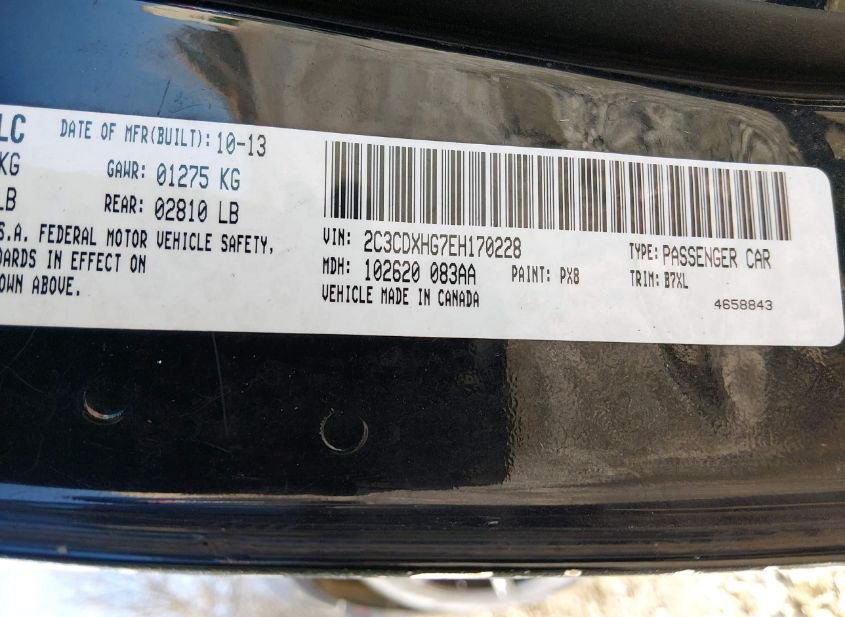 LC DATE OF MFR(BUILT): 10-13
KG GAWR: 01275 KG
LB REAR: 02810 LB
S.A. FEDERAL MOTOR VEHICLE SAFETY,
DARDS IN EFFECT ON
OWN ABOVE.
VIN: 2C3CDXHG7EH170228 TYPE: PASSENGER CAR
MDH: 102620 083AA PAINT: PX8 TRIM: B7XL
VEHICLE MADE IN CANADA 4658843